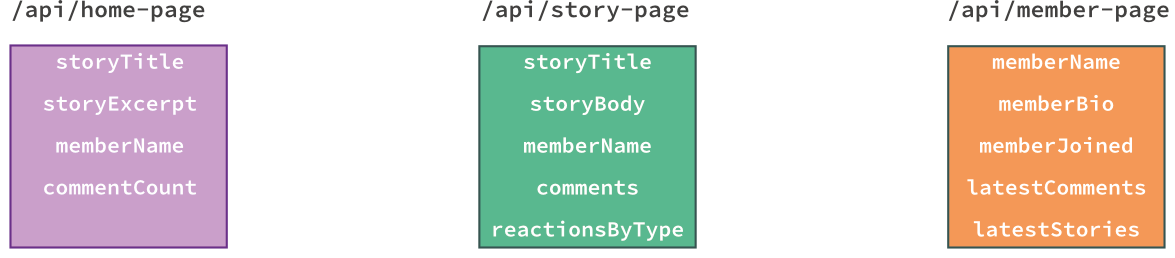 /api/home-page
storyTitle
storyExcerpt
memberName
commentCount
/api/story-page
storyTitle
storyBody
memberName
comments
reactionsByType
/api/member-page
memberName
memberBio
memberJoined
latestComments
latestStories